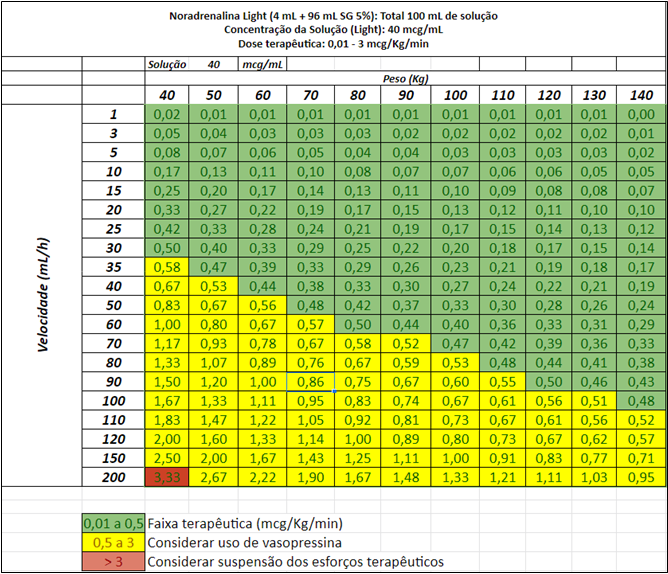 Noradrenalina Light (4 mL + 96 mL SG 5%): Total 100 mL de solução
Concentração da Solução (Light): 40 mcg/mL
Dose terapêutica: 0,01 - 3 mcg/Kg/min
Solução 40 mcg/mL
Peso (Kg)
40 50 60 70 80 90 100 110 120 130 140
Velocidade (mL/h)
1 0,02 0,01 0,01 0,01 0,01 0,01 0,01 0,01 0,01 0,01 0,00
3 0,05 0,04 0,03 0,03 0,03 0,02 0,02 0,02 0,02 0,02 0,01
5 0,08 0,07 0,06 0,05 0,04 0,04 0,03 0,03 0,03 0,03 0,02
10 0,17 0,13 0,11 0,10 0,08 0,07 0,07 0,06 0,06 0,05 0,05
15 0,25 0,20 0,17 0,14 0,13 0,11 0,10 0,09 0,08 0,08 0,07
20 0,33 0,27 0,22 0,19 0,17 0,15 0,13 0,12 0,11 0,10 0,10
25 0,42 0,33 0,28 0,24 0,21 0,19 0,17 0,15 0,14 0,13 0,12
30 0,50 0,40 0,33 0,29 0,25 0,22 0,20 0,18 0,17 0,15 0,14
35 0,58 0,47 0,39 0,33 0,29 0,26 0,23 0,21 0,19 0,18 0,17
40 0,67 0,53 0,44 0,38 0,33 0,30 0,27 0,24 0,22 0,21 0,19
50 0,83 0,67 0,56 0,48 0,42 0,37 0,33 0,30 0,28 0,26 0,24
60 1,00 0,80 0,67 0,57 0,50 0,44 0,40 0,36 0,33 0,31 0,29
70 1,17 0,93 0,78 0,67 0,58 0,52 0,47 0,42 0,39 0,36 0,33
80 1,33 1,07 0,89 0,76 0,67 0,59 0,53 0,48 0,44 0,41 0,38
90 1,50 1,20 1,00 0,86 0,75 0,67 0,60 0,55 0,50 0,46 0,43
100 1,67 1,33 1,11 0,95 0,83 0,74 0,67 0,61 0,56 0,51 0,48
110 1,83 1,47 1,22 1,05 0,92 0,81 0,73 0,67 0,61 0,56 0,52
120 2,00 1,60 1,33 1,14 1,00 0,89 0,80 0,73 0,67 0,62 0,57
150 2,50 2,00 1,67 1,43 1,25 1,11 1,00 0,91 0,83 0,77 0,71
200 3,33 2,67 2,22 1,90 1,67 1,48 1,33 1,21 1,11 1,03 0,95
0,01 a 0,5 Faixa terapêutica (mcg/Kg/min)
0,5 a 3 Considerar uso de vasopressina
> 3 Considerar suspensão dos esforços terapêuticos